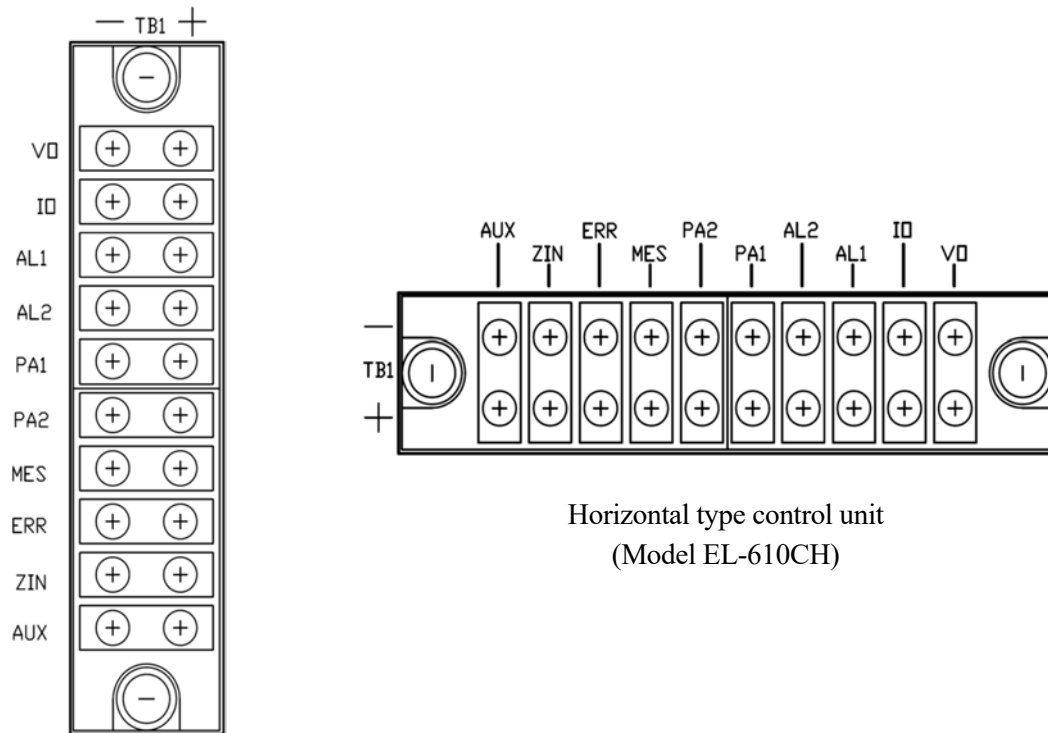 — TB1 +
VO
IO
AL1
AL2
PA1
PA2
MES
ERR
ZIN
AUX
AUX ZIN ERR MES PA2 PA1 AL2 AL1 IO VO
—
TB1
+
Horizontal type control unit
(Model EL-610CH)